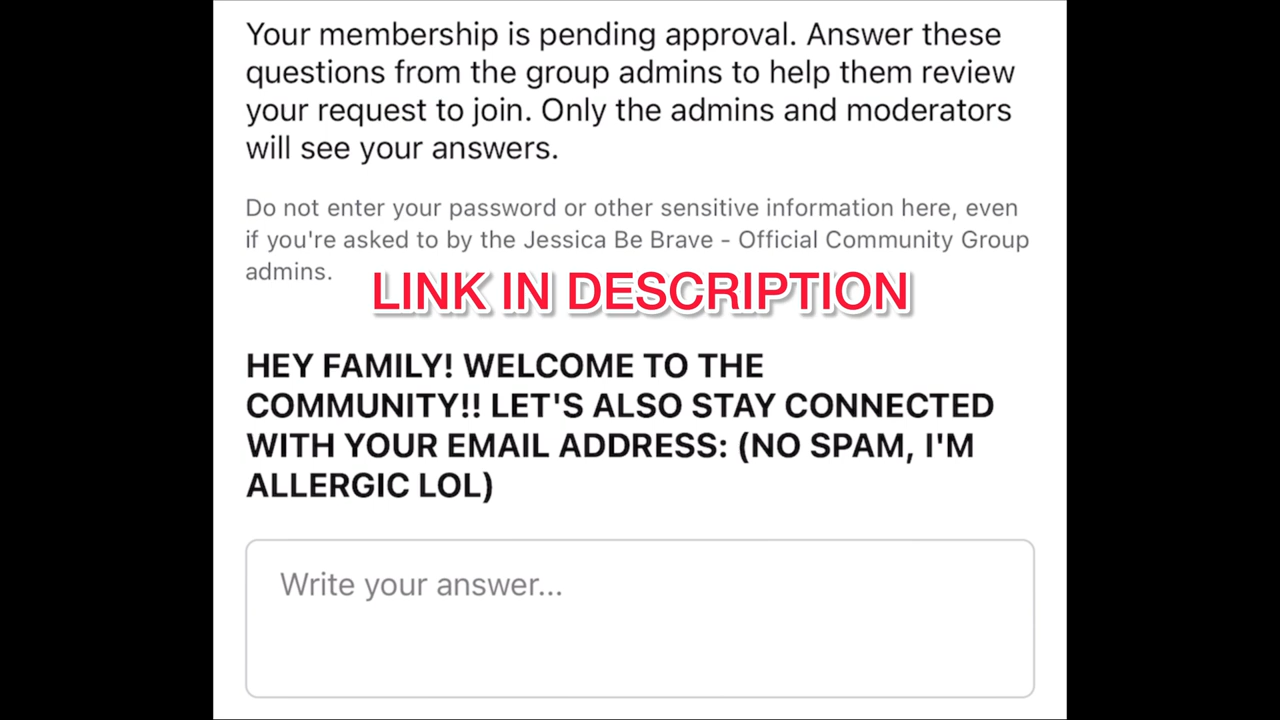 Your membership is pending approval. Answer these
questions from the group admins to help them review
your request to join. Only the admins and moderators
will see your answers.
Do not enter your password or other sensitive information here, even
if you're asked to by the Jessica Be Brave - Official Community Group
admins.
LINK IN DESCRIPTION
HEY FAMILY! WELCOME TO THE
COMMUNITY!! LET'S ALSO STAY CONNECTED
WITH YOUR EMAIL ADDRESS: (NO SPAM, I'M
ALLERGIC LOL)
Write your answer...